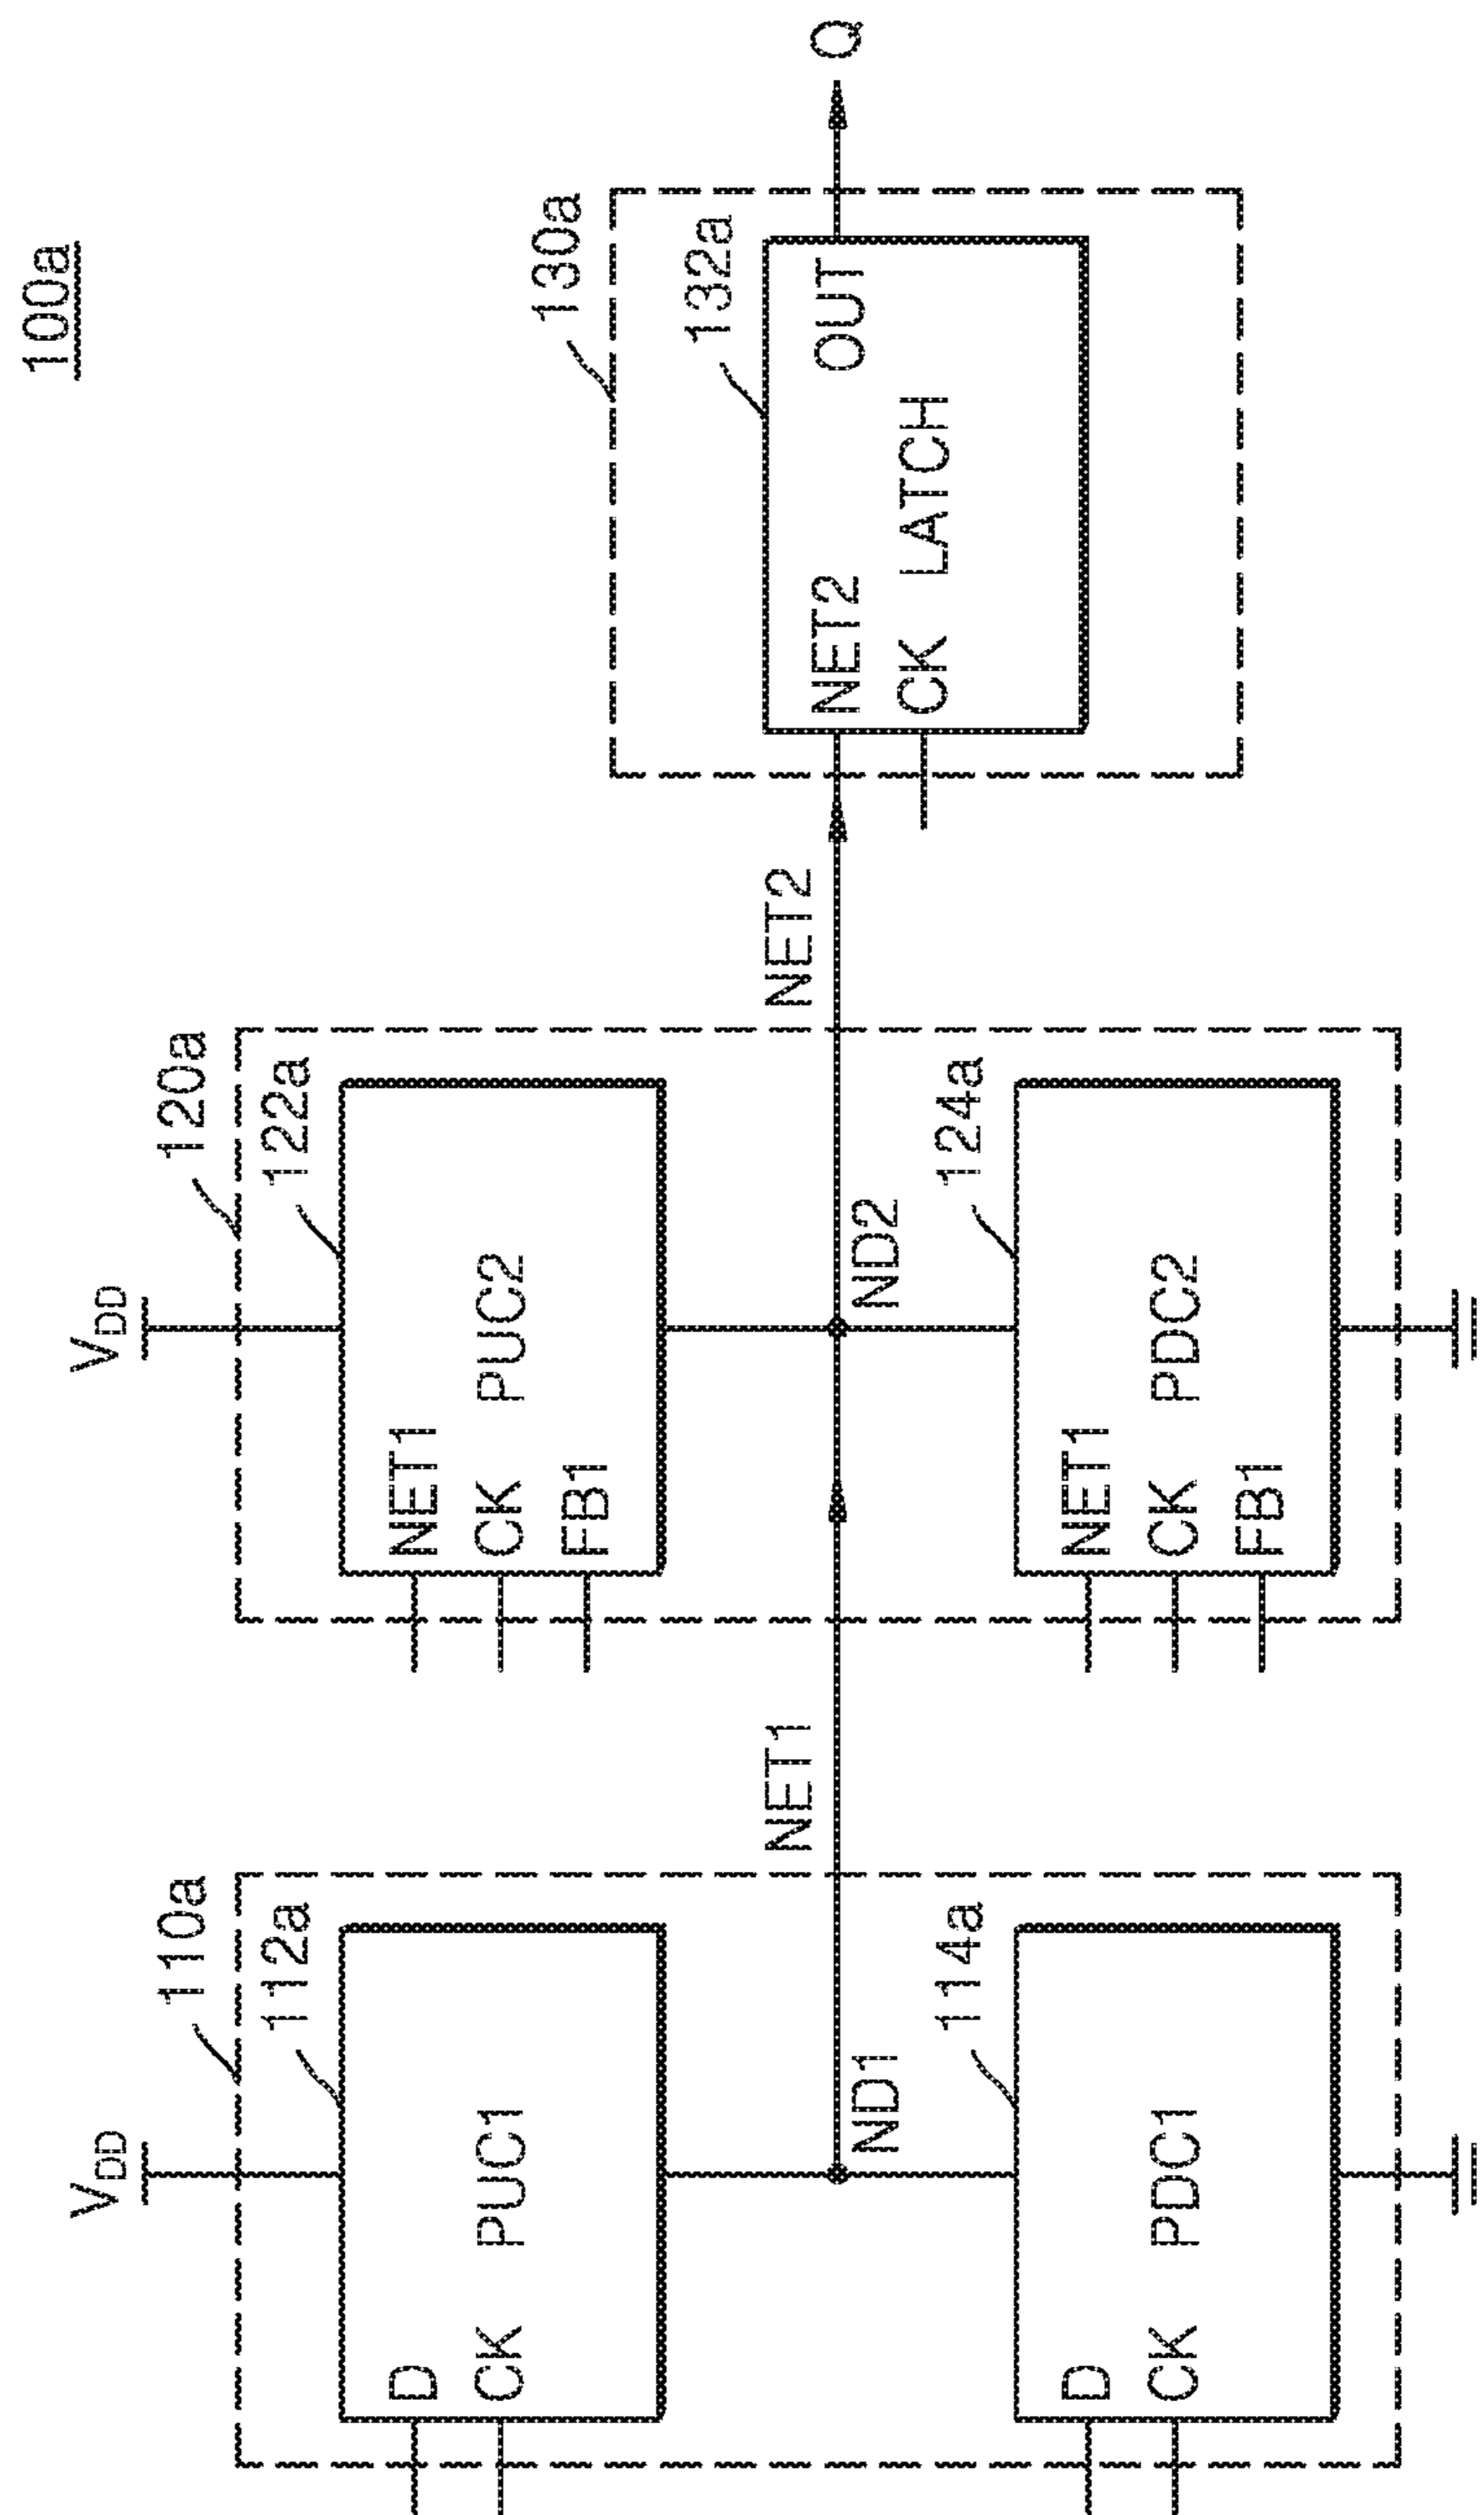 100a
VDD
110a
112a
D
CK PUC1
NET1
ND1
114a
D
CK PDC1
VDD
120a
122a
NET1
CK PUC2
FB1
NET2
ND2
124a
NET1
CK PDC2
FB1
130a
132a
NET2 OUT
CK LATCH
Q